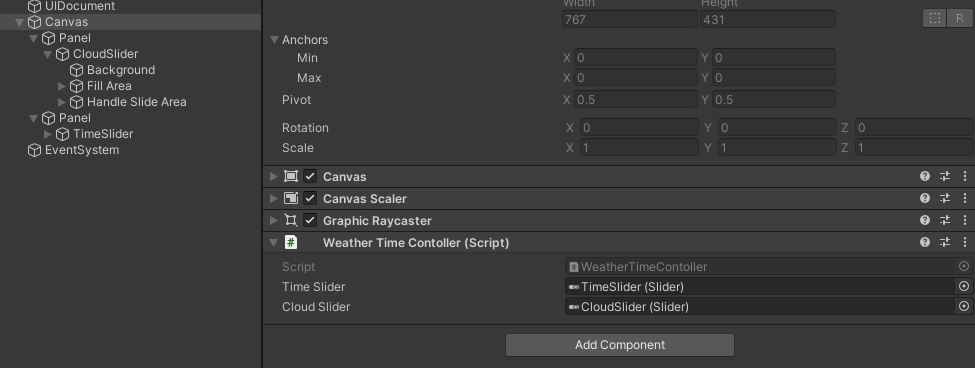 UIDocument
Canvas
Panel
CloudSlider
Background
Fill Area
Handle Slide Area
Panel
TimeSlider
EventSystem
Width Height
767 431 R
Anchors
Min X 0 Y 0
Max X 0 Y 0
Pivot X 0.5 Y 0.5
Rotation X 0 Y 0 Z 0
Scale X 1 Y 1 Z 1
Canvas
Canvas Scaler
Graphic Raycaster
# Weather Time Contoller (Script)
Script WeatherTimeContoller
Time Slider TimeSlider (Slider)
Cloud Slider CloudSlider (Slider)
Add Component